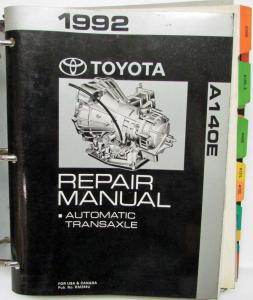 1992
TOYOTA
A140E
REPAIR
MANUAL
▪ AUTOMATIC
TRANSAXLE
FOR USA & CANADA